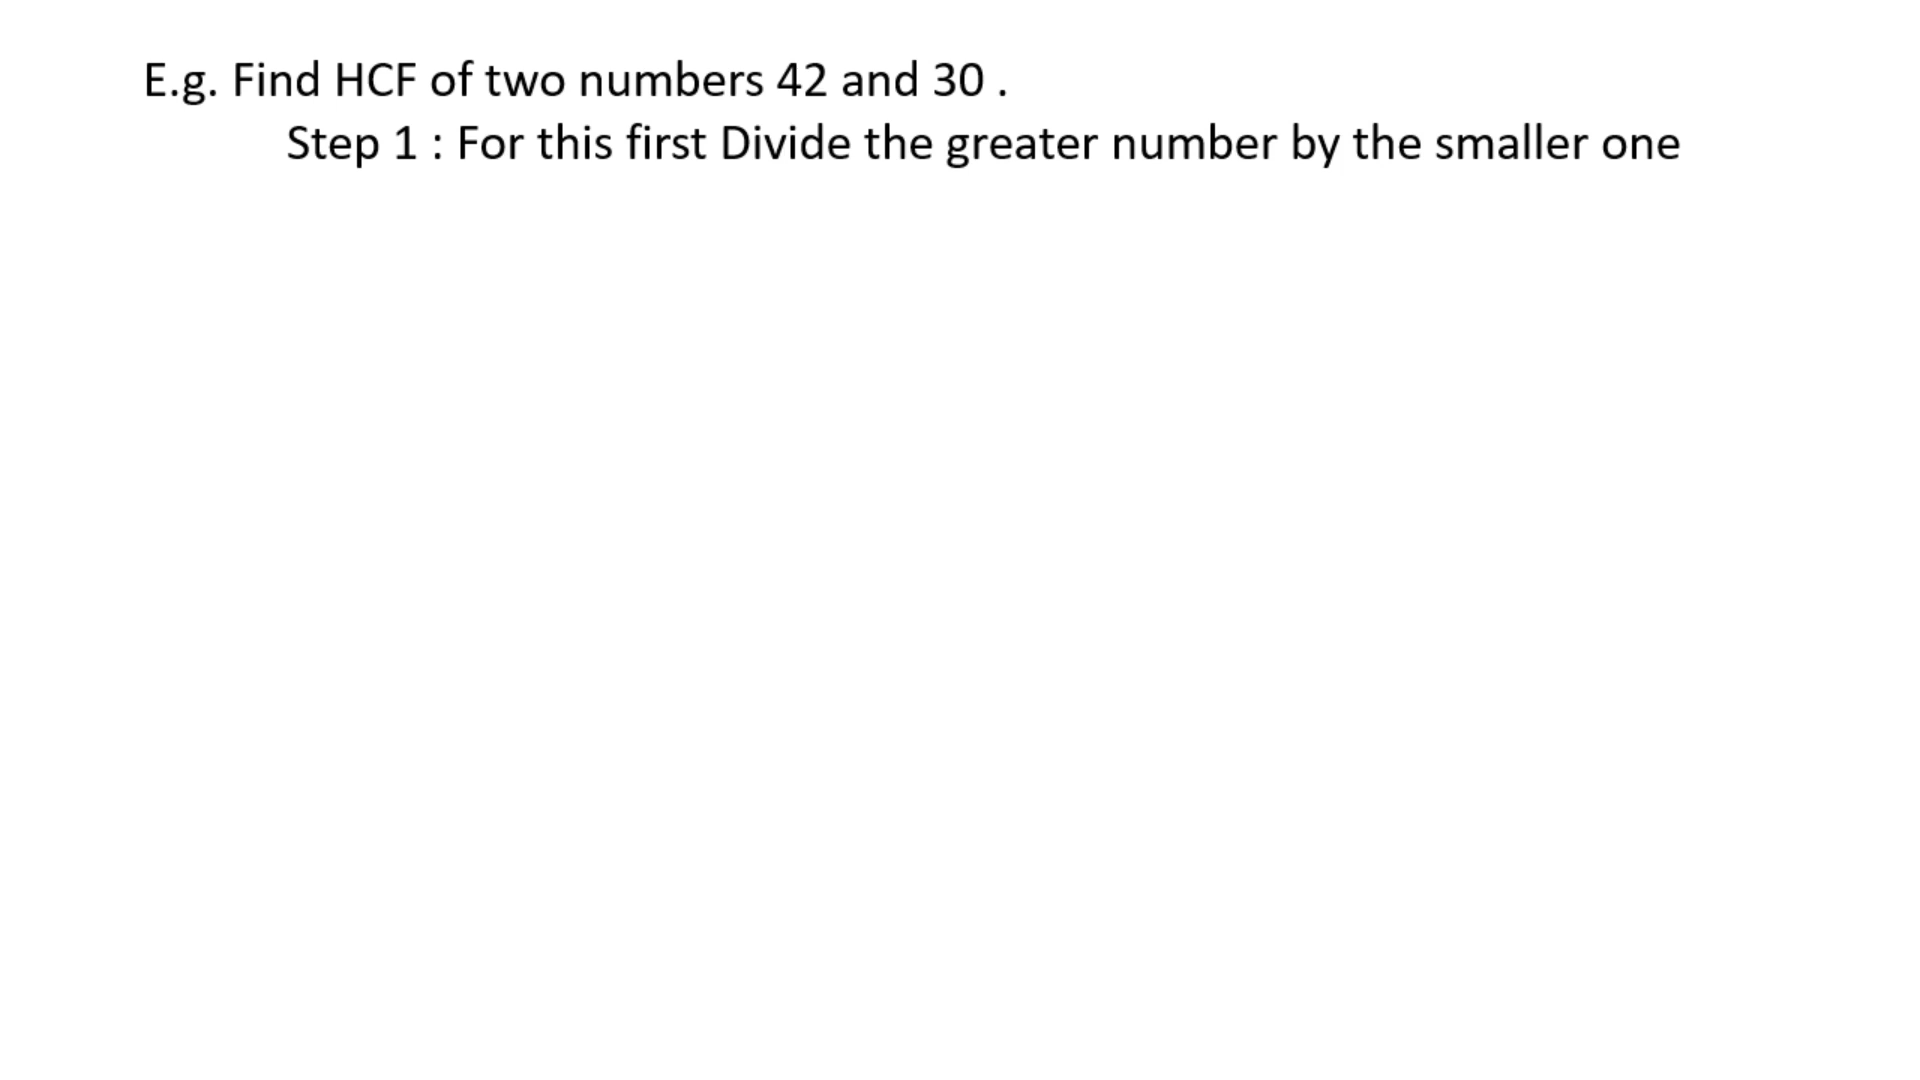 E.g. Find HCF of two numbers 42 and 30 .
Step 1 : For this first Divide the greater number by the smaller one